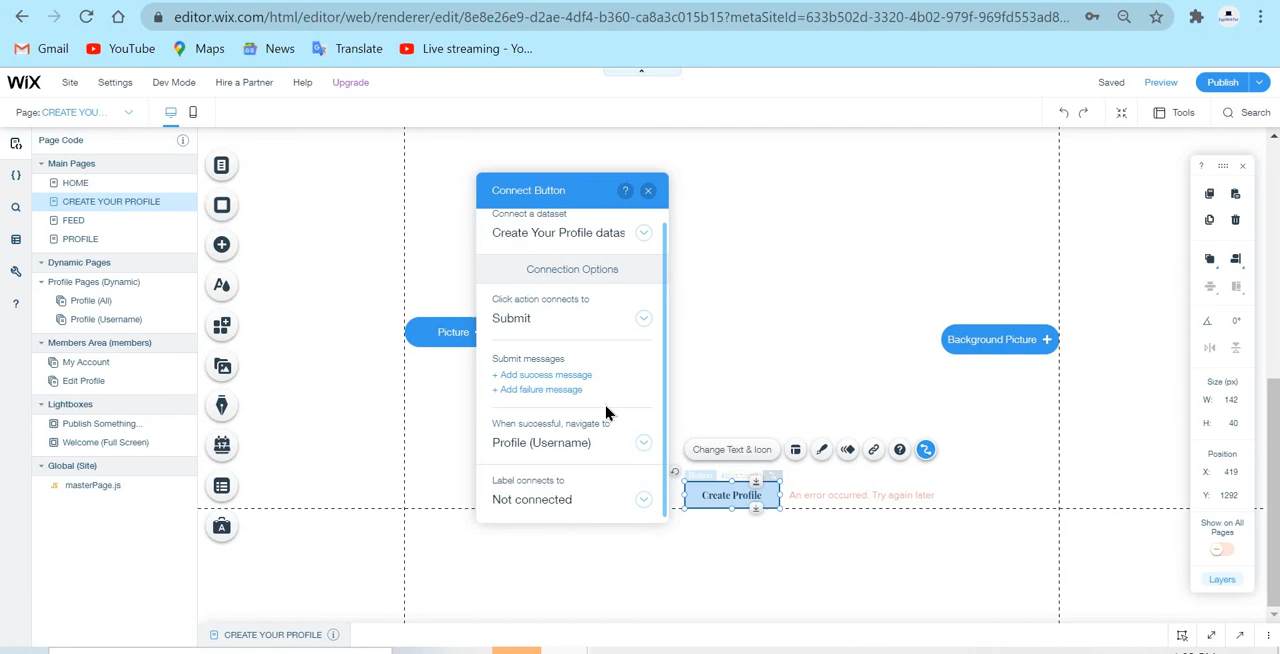 editor.wix.com/html/editor/web/renderer/edit/8e8e26e9-d2ae-4df4-b360-ca8a3c015b15?metaSiteId=633b502d-3320-4b02-979f-969fd553ad8...
Gmail YouTube Maps News Translate Live streaming - Yo...
WiX Site Settings Dev Mode Hire a Partner Help Upgrade Saved Preview Publish
Page: CREATE YOU... Tools Search
Page Code
Main Pages
HOME
CREATE YOUR PROFILE
FEED
PROFILE
Dynamic Pages
Profile Pages (Dynamic)
Profile (All)
Profile (Username)
Members Area (members)
My Account
Edit Profile
Lightboxes
Publish Something...
Welcome (Full Screen)
Global (Site)
masterPage.js
Connect Button ?
Connect a dataset
Create Your Profile datas
Connection Options
Click action connects to
Submit
Submit messages
+ Add success message
+ Add failure message
When successful, navigate to
Profile (Username)
Label connects to
Not connected
Picture
Background Picture +
Change Text & Icon
Create Profile
An error occurred. Try again later
?
0°
Size (px)
W: 142
H: 40
Position
X: 419
Y: 1292
Show on All
Pages
Layers
CREATE YOUR PROFILE